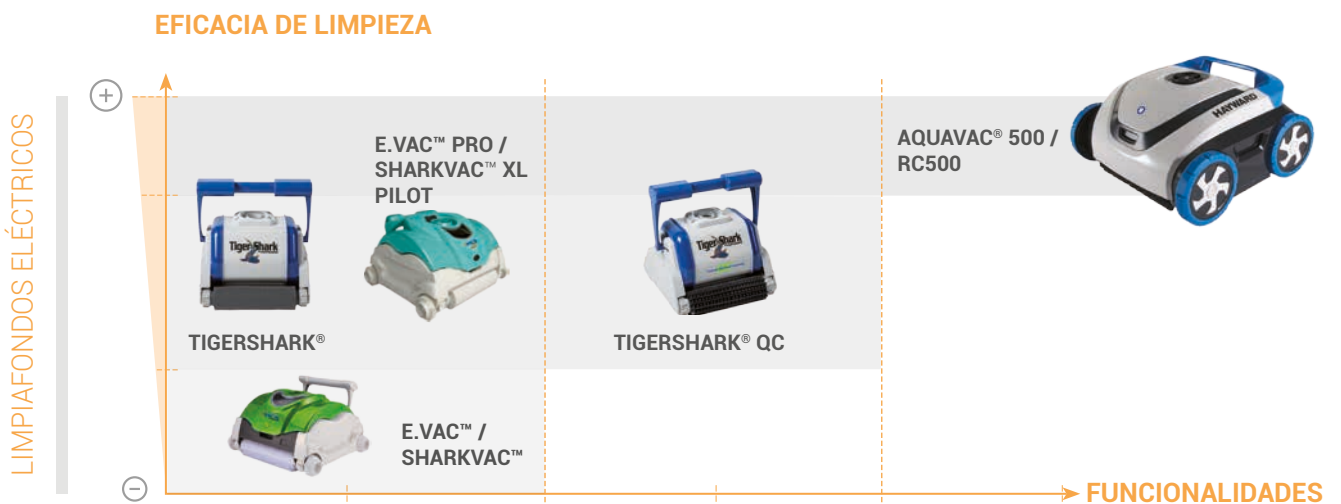 EFICACIA DE LIMPIEZA
LIMPIAFONDOS ELÉCTRICOS
+
E.VAC™ PRO /
SHARKVAC™ XL
PILOT
AQUAVAC® 500 /
RC500
HAYWARD
TigerShark
TigerShark
TIGERSHARK®
TIGERSHARK® QC
E.VAC™ /
SHARKVAC™
−
FUNCIONALIDADES